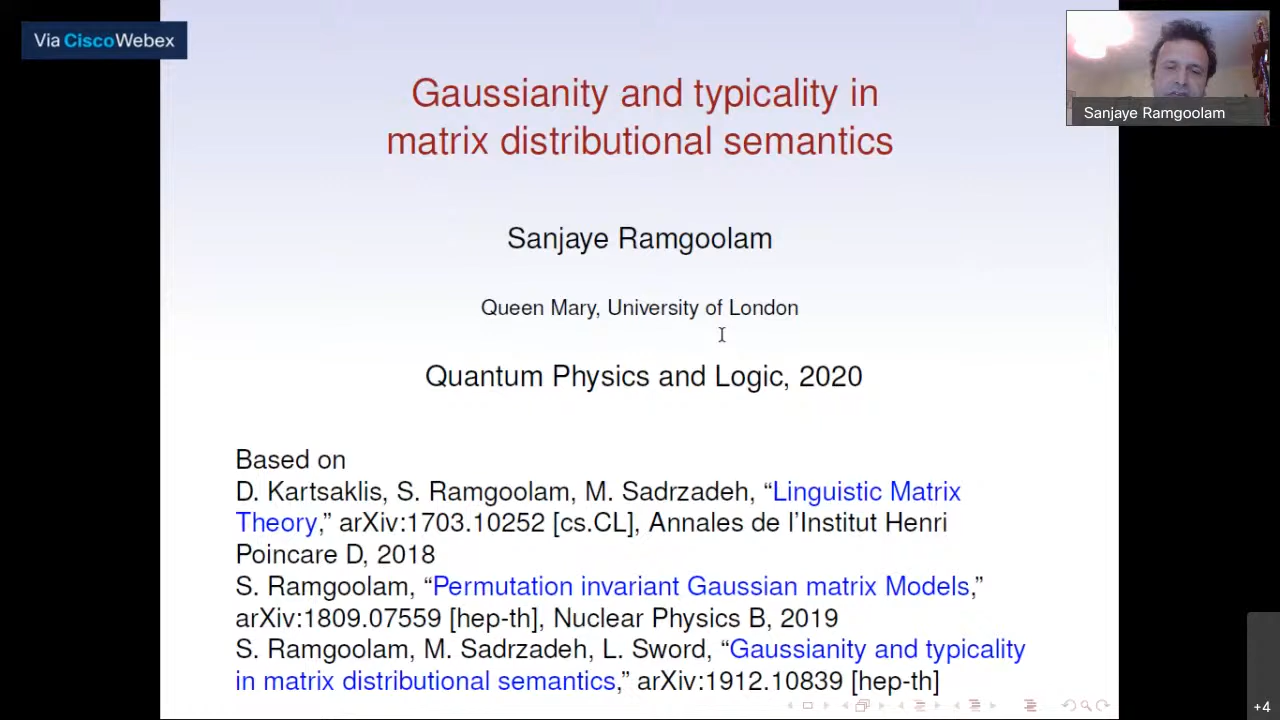 Via CiscoWebex
Sanjaye Ramgoolam
Gaussianity and typicality in
matrix distributional semantics
Sanjaye Ramgoolam
Queen Mary, University of London
Quantum Physics and Logic, 2020
Based on
D. Kartsaklis, S. Ramgoolam, M. Sadrzadeh, “Linguistic Matrix
Theory,” arXiv:1703.10252 [cs.CL], Annales de l’Institut Henri
Poincare D, 2018
S. Ramgoolam, “Permutation invariant Gaussian matrix Models,”
arXiv:1809.07559 [hep-th], Nuclear Physics B, 2019
S. Ramgoolam, M. Sadrzadeh, L. Sword, “Gaussianity and typicality
in matrix distributional semantics,” arXiv:1912.10839 [hep-th]
+4